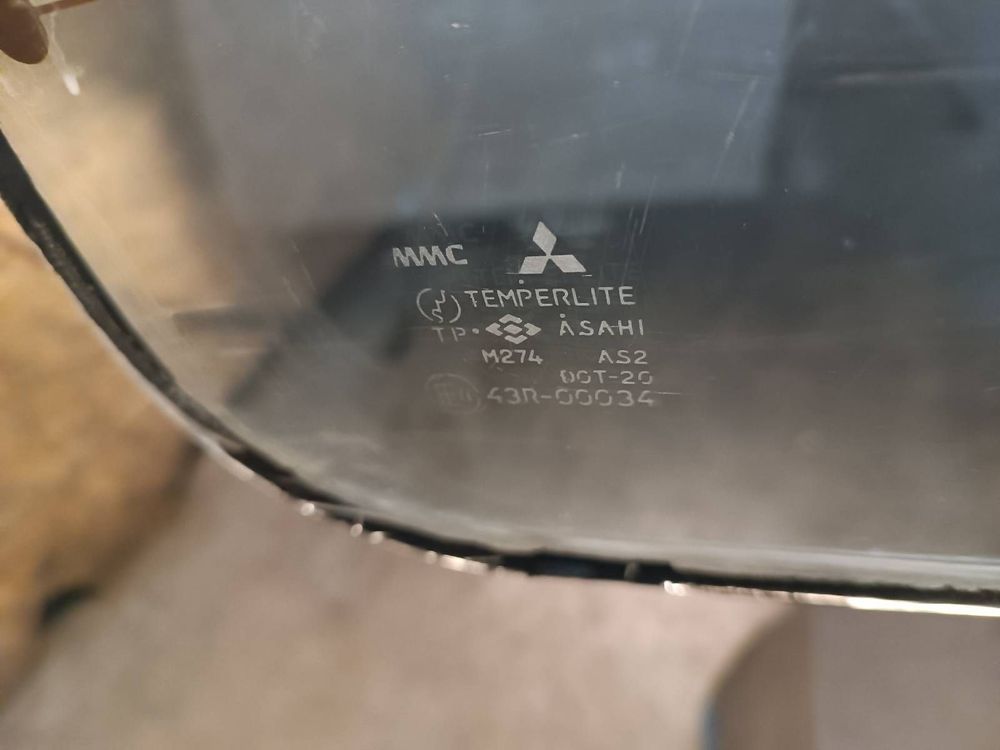 MMC
TEMPERLITE
TP• ASAHI
M274 AS2
DOT-20
43R-00034